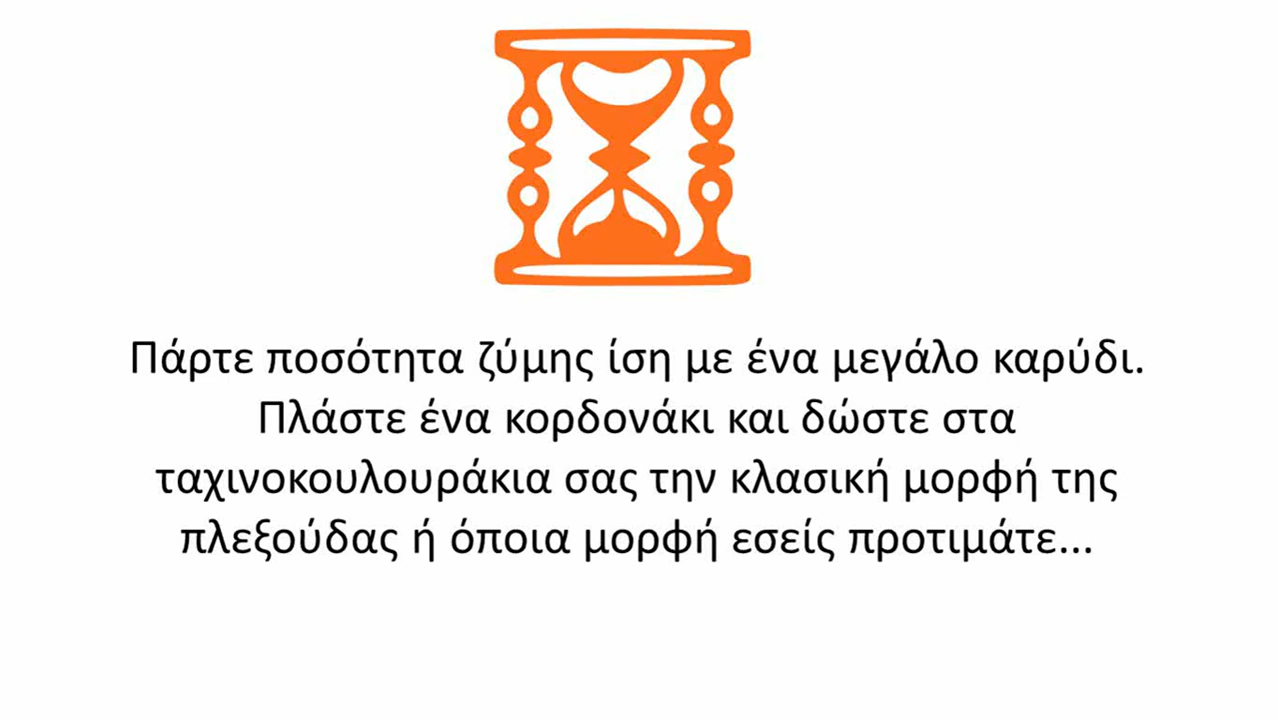 Πάρτε ποσότητα ζύμης ίση με ένα μεγάλο καρύδι.
Πλάστε ένα κορδονάκι και δώστε στα
ταχινοκουλουράκια σας την κλασική μορφή της
πλεξούδας ή όποια μορφή εσείς προτιμάτε...